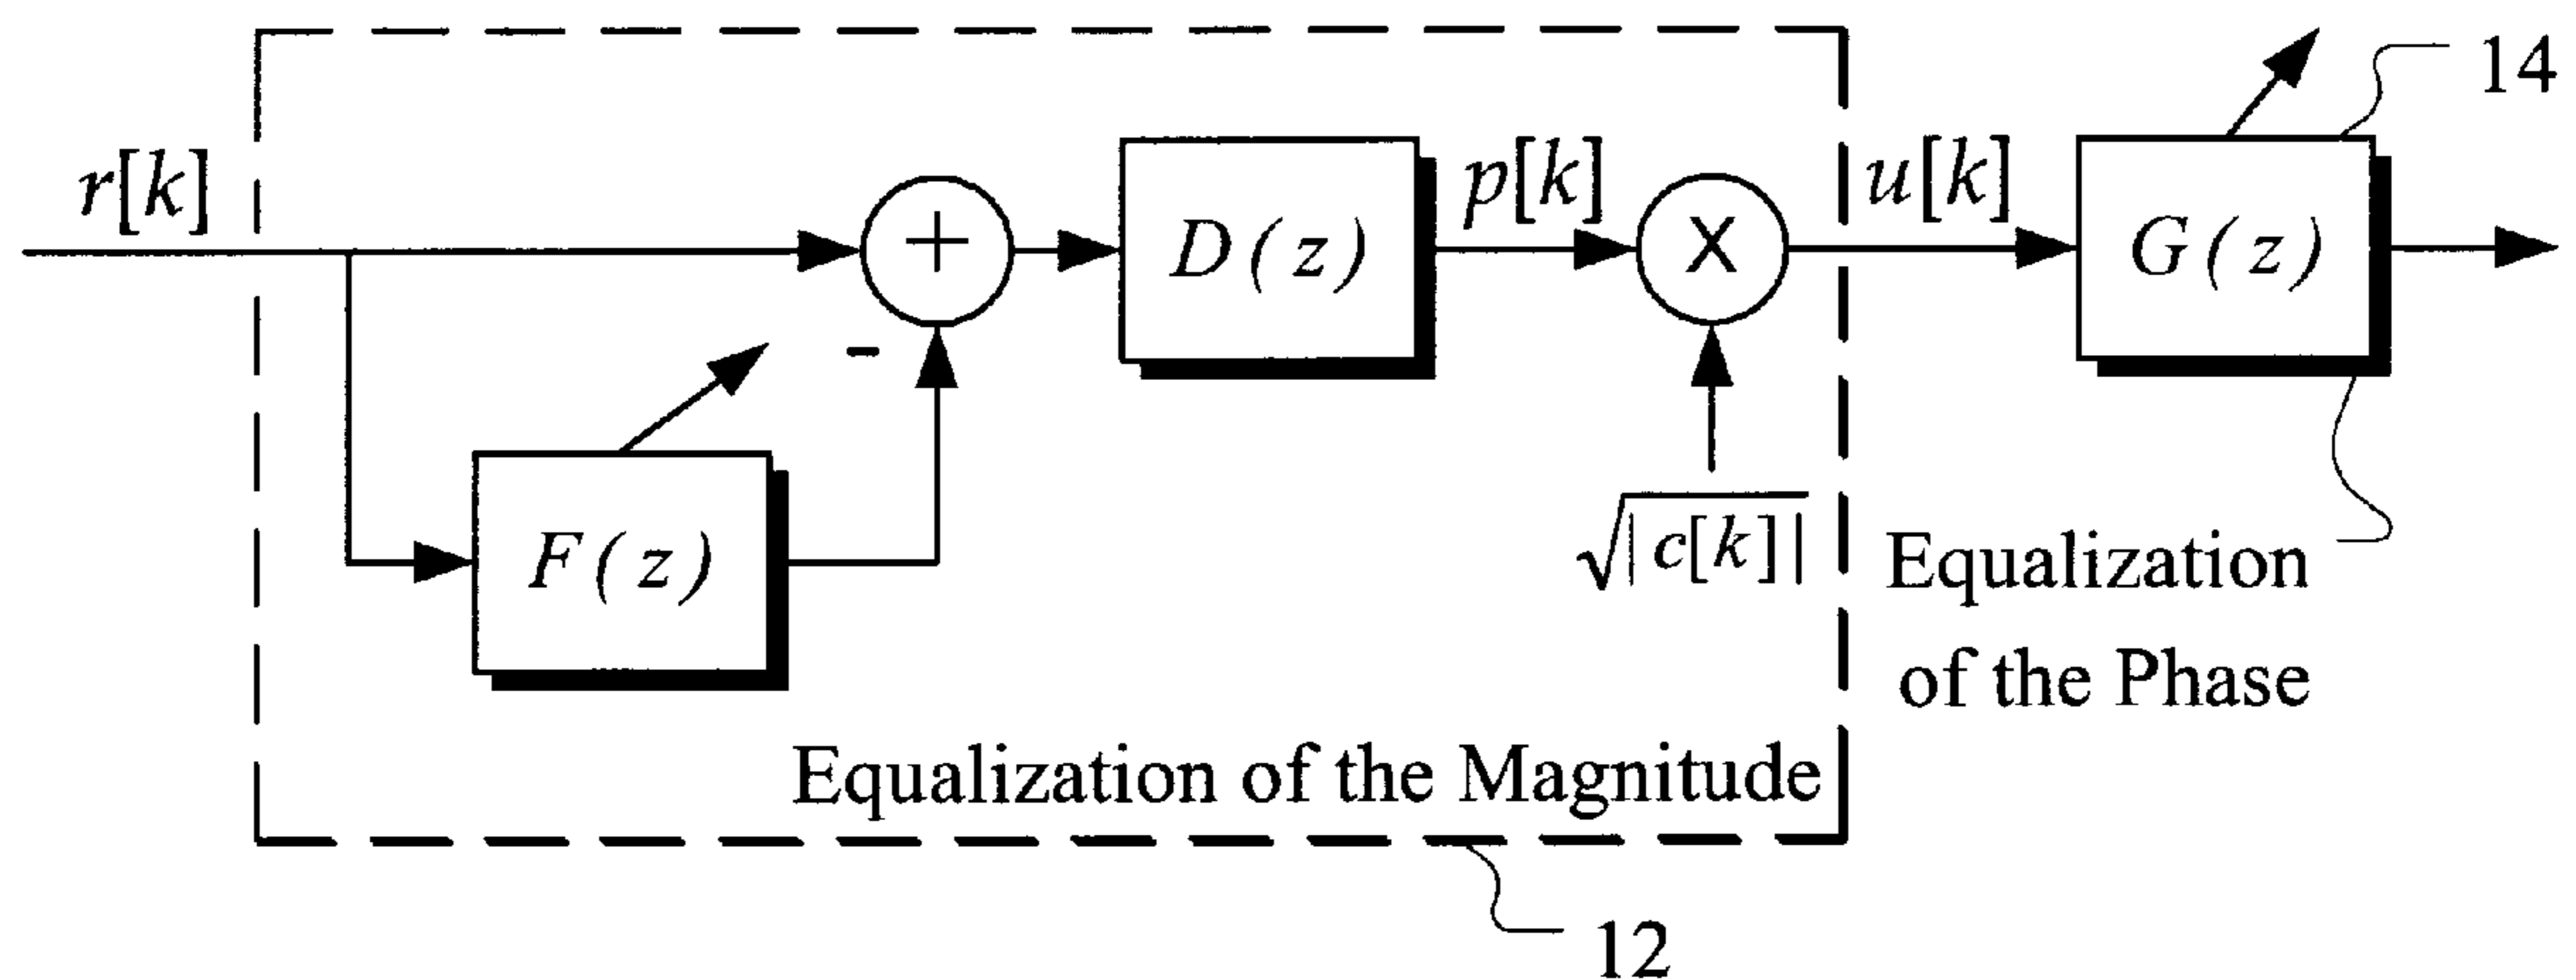 14
r[k]
+
D(z)
p[k]
X
u[k]
G(z)
-
F(z)
√|c[k]|
Equalization
of the Phase
Equalization of the Magnitude
12